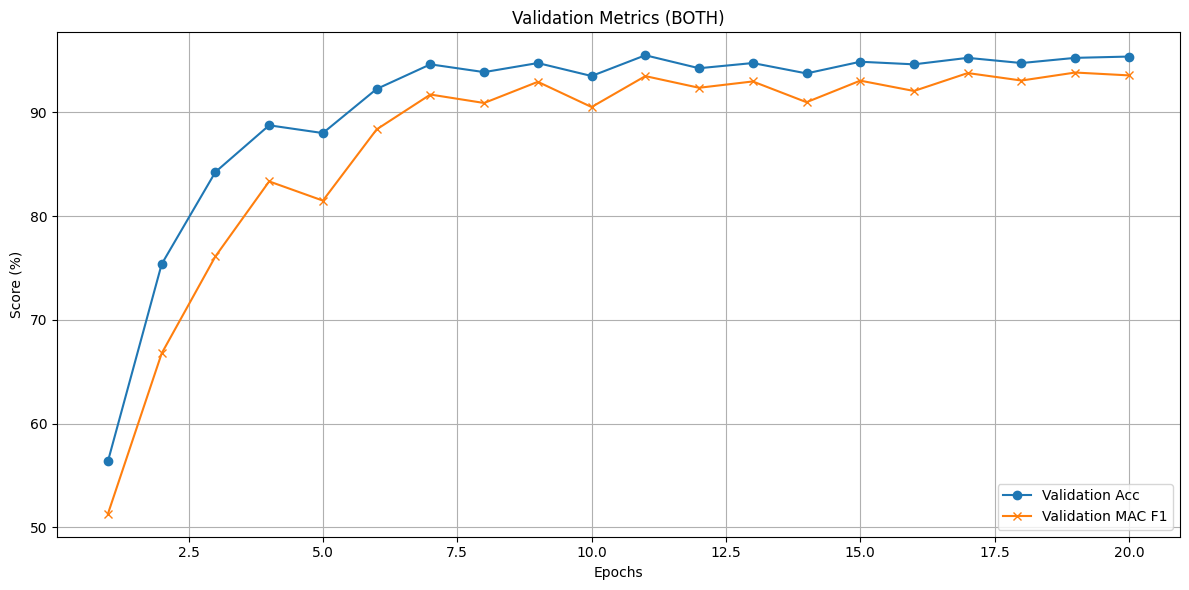 Validation Metrics (BOTH)
Score (%)
90
80
70
60
50
Validation Acc
Validation MAC F1
2.5 5.0 7.5 10.0 12.5 15.0 17.5 20.0
Epochs